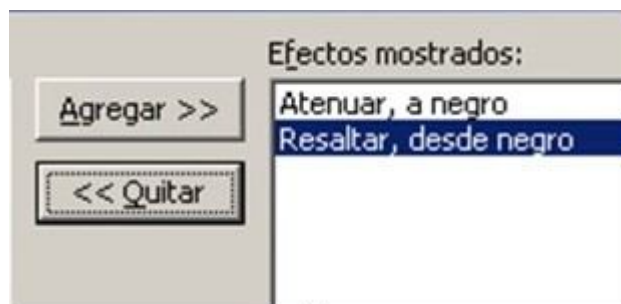 Efectos mostrados:
Agregar >>
Atenuar, a negro
Resaltar, desde negro
<< Quitar